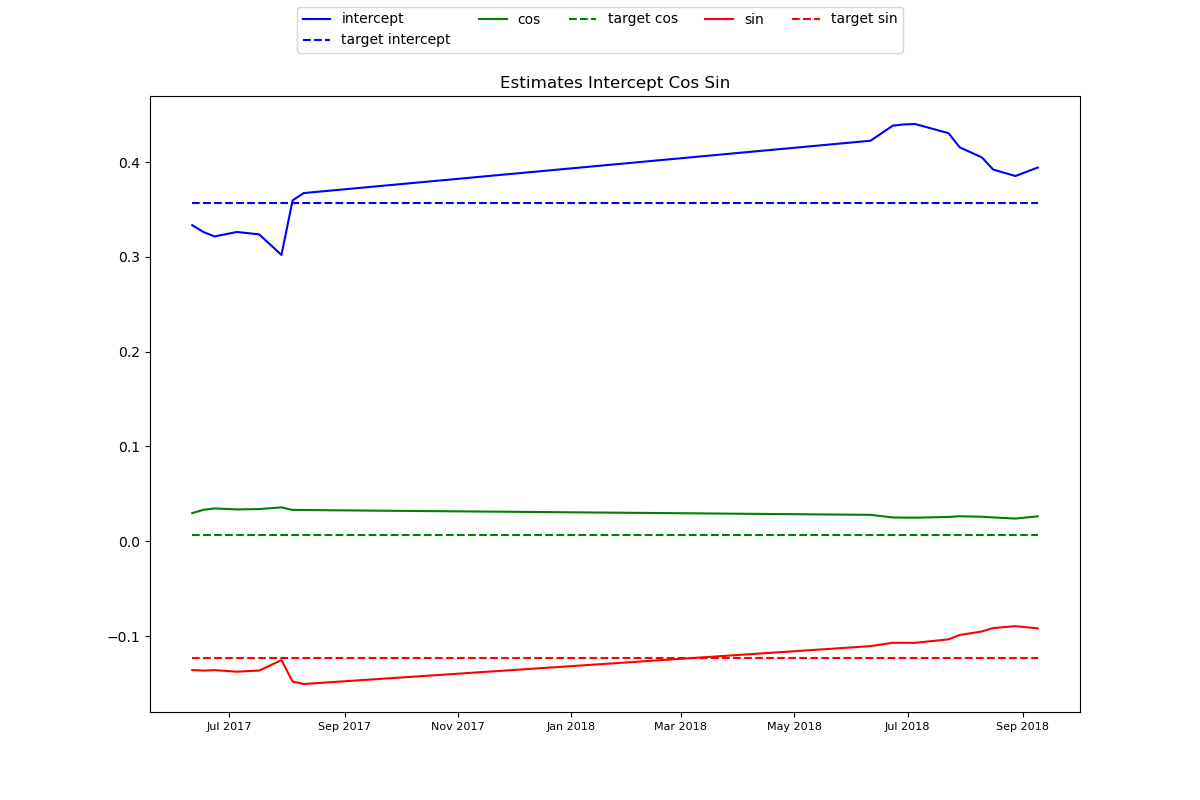 intercept cos target cos sin target sin
target intercept
Estimates Intercept Cos Sin
0.4
0.3
0.2
0.1
0.0
−0.1
Jul 2017 Sep 2017 Nov 2017 Jan 2018 Mar 2018 May 2018 Jul 2018 Sep 2018